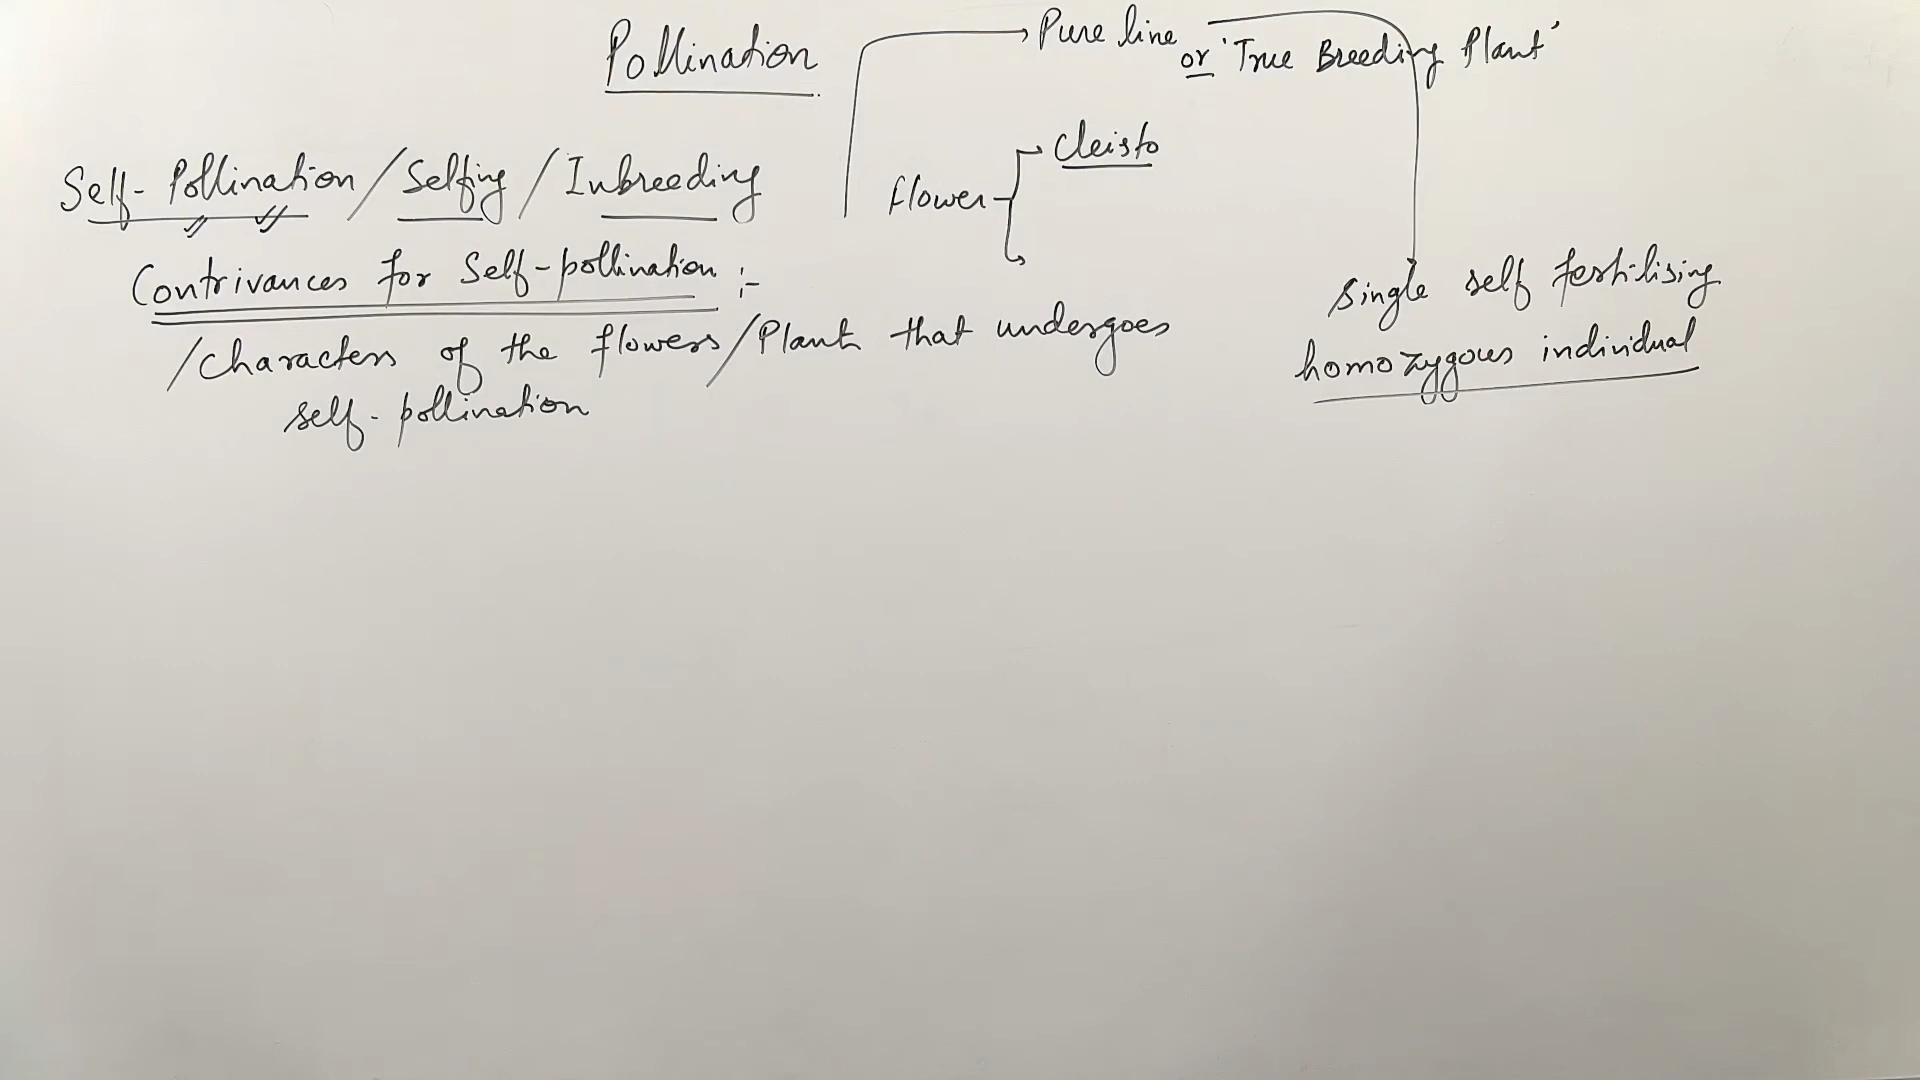 Pollination
Pure line or 'True Breeding Plant'
Self-Pollination/Selfing/Inbreeding
Flower
Cleisto
Contrivances for Self-pollination :-
/Characters of the flowers/Plant that undergoes
self-pollination
Single self fertilising
homozygous individual